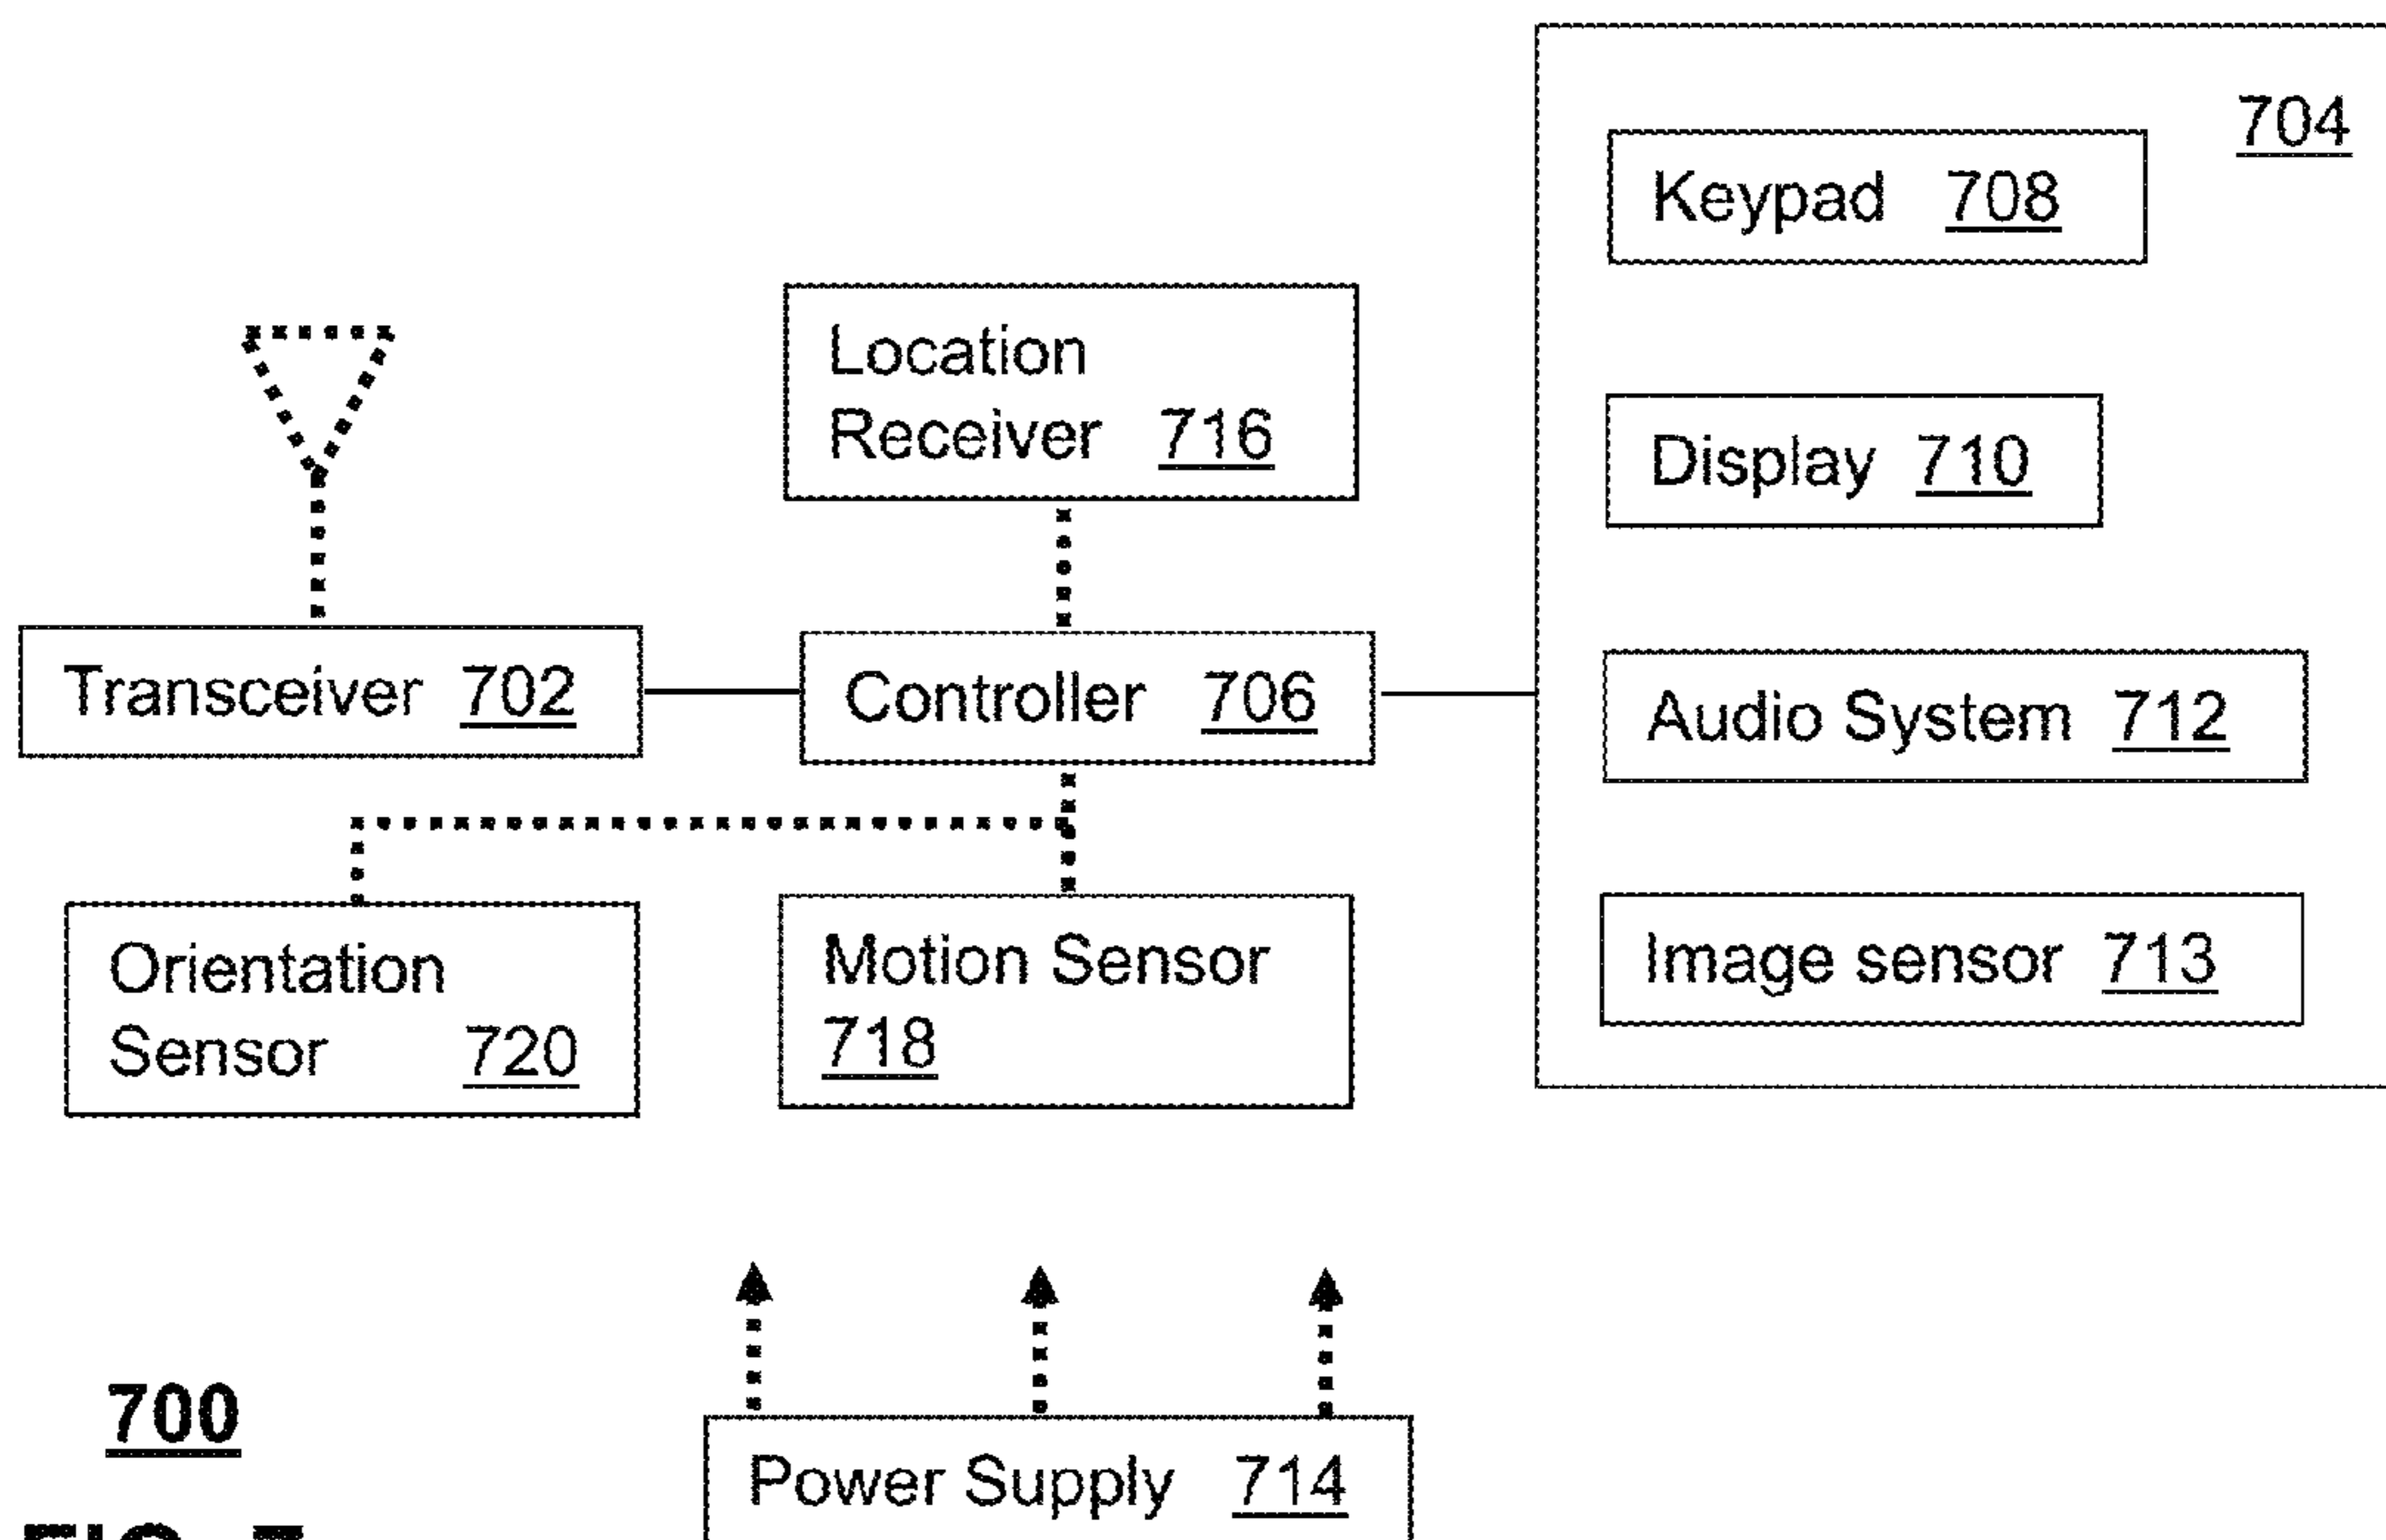 704
Keypad 708
Location
Receiver 716
Display 710
Transceiver 702
Controller 706
Audio System 712
Orientation
Sensor 720
Motion Sensor
718
Image sensor 713
700
Power Supply 714